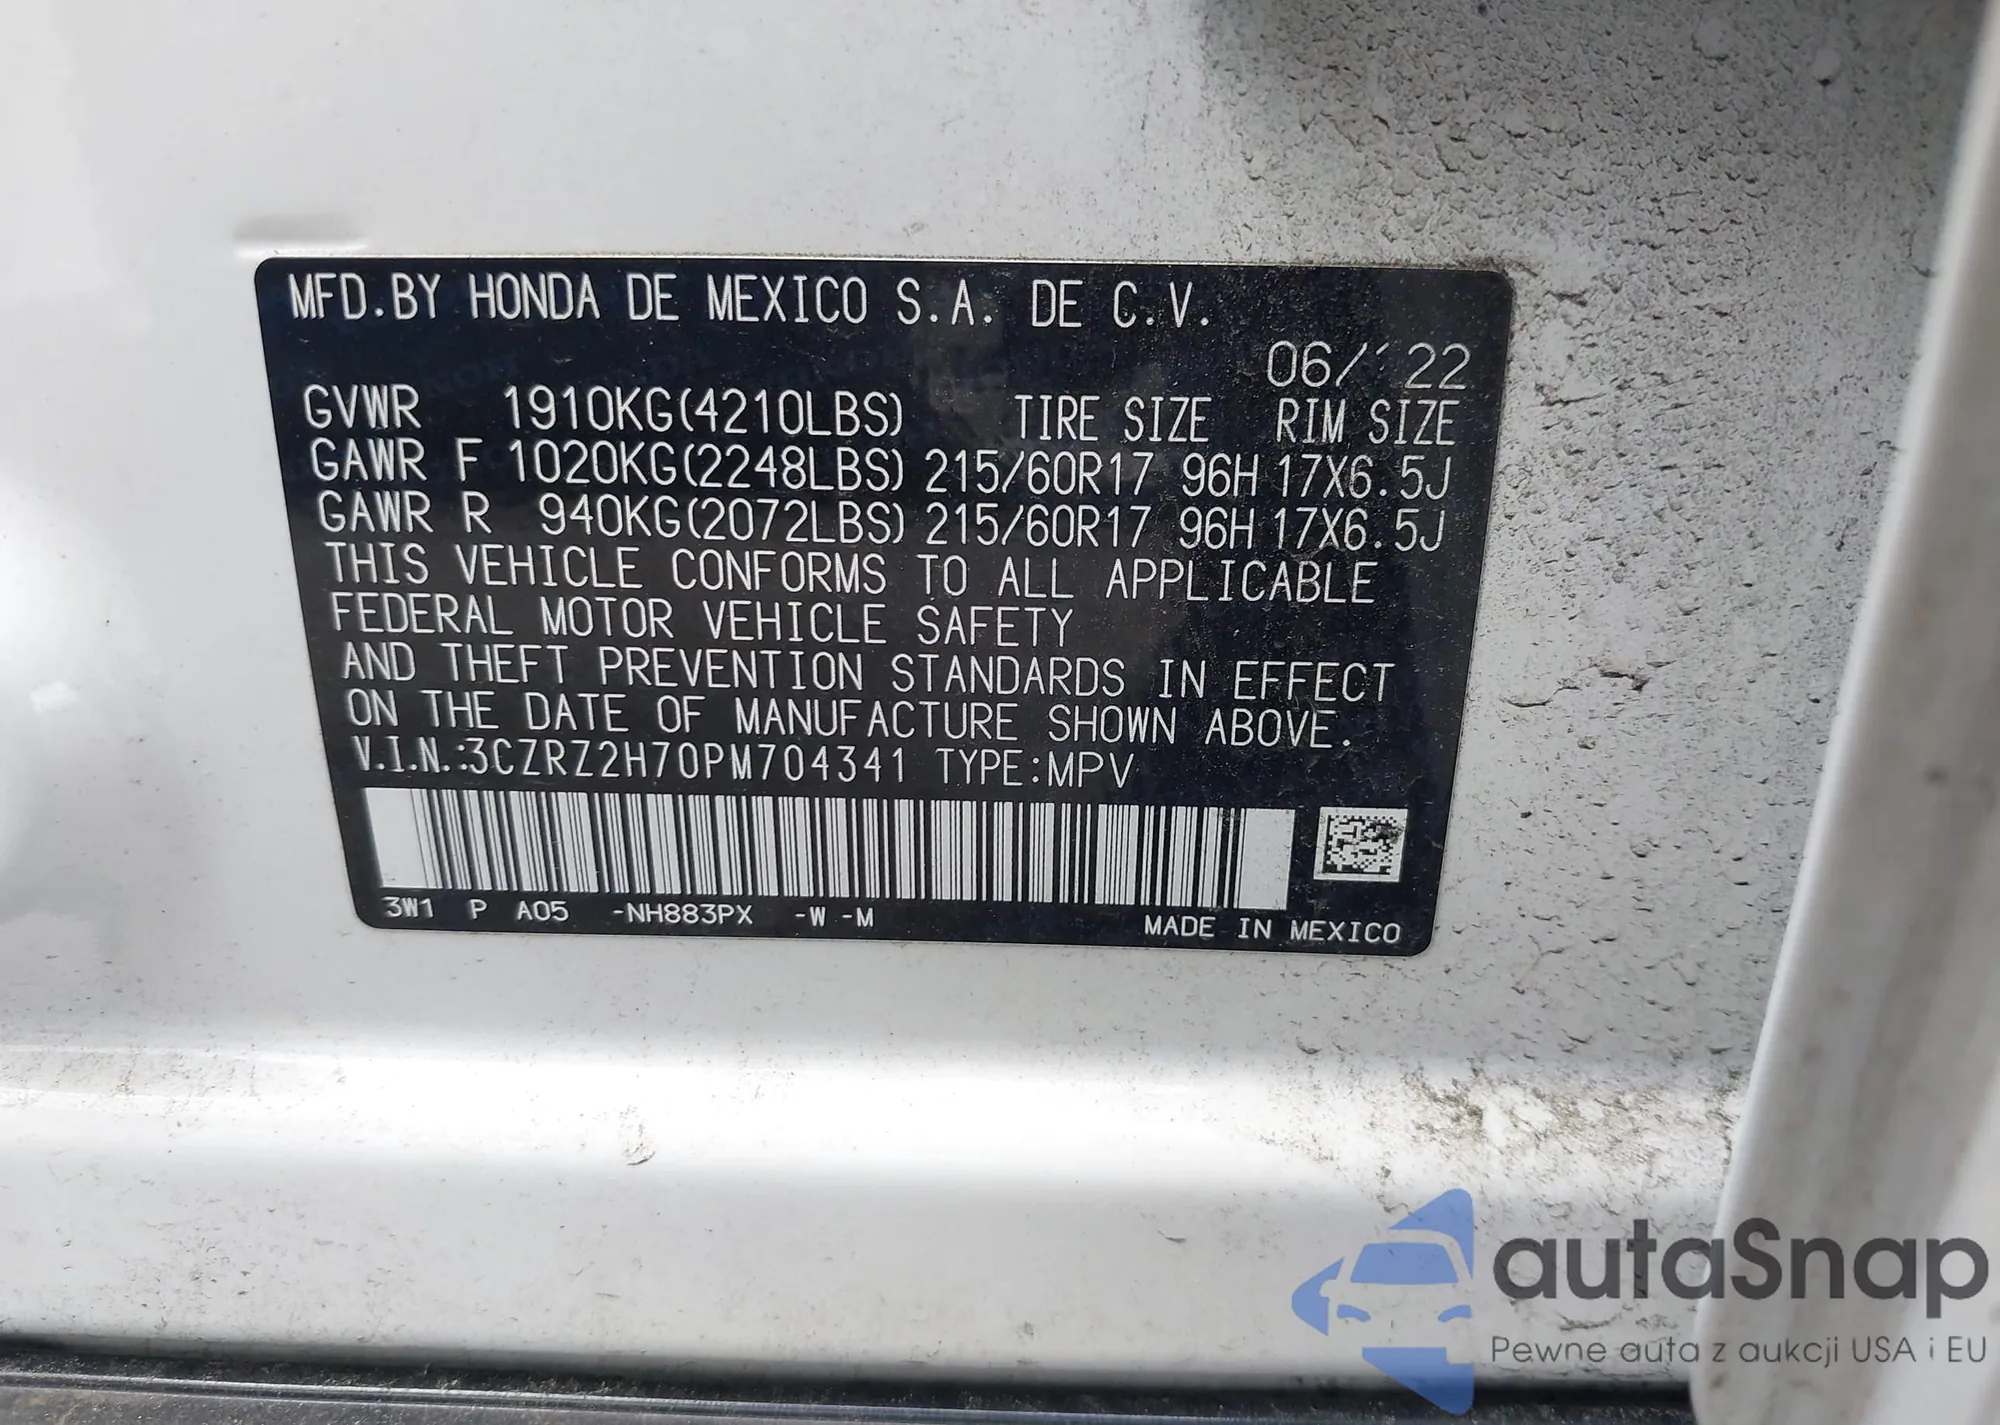 MFD.BY HONDA DE MEXICO S.A. DE C.V.
06/'22
GVWR 1910KG(4210LBS) TIRE SIZE RIM SIZE
GAWR F 1020KG(2248LBS) 215/60R17 96H 17X6.5J
GAWR R 940KG(2072LBS) 215/60R17 96H 17X6.5J
THIS VEHICLE CONFORMS TO ALL APPLICABLE
FEDERAL MOTOR VEHICLE SAFETY
AND THEFT PREVENTION STANDARDS IN EFFECT
ON THE DATE OF MANUFACTURE SHOWN ABOVE.
V.I.N.:3CZRZ2H70PM704341 TYPE:MPV
3W1 P A05 -NH883PX -W -M
MADE IN MEXICO
autaSnap
Pewne auta z aukcji USA i EU